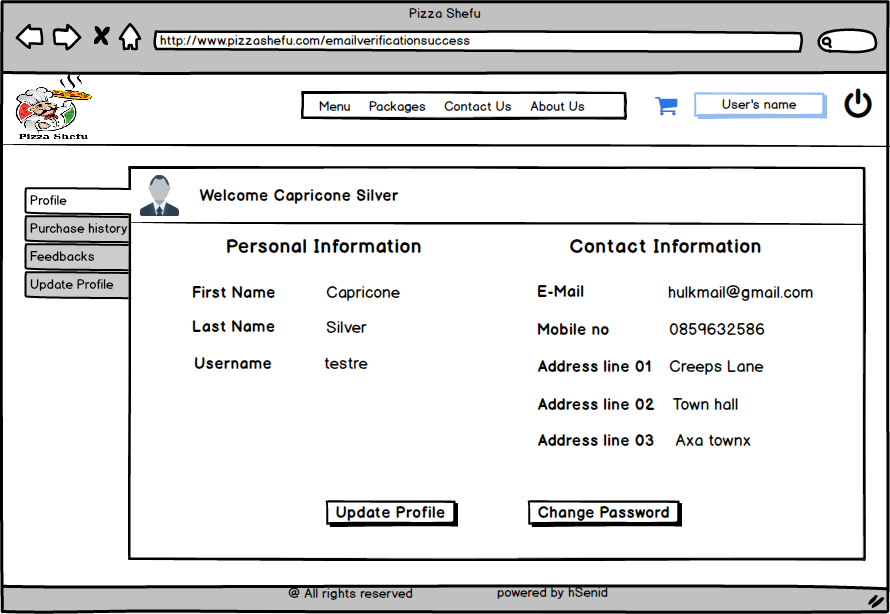 Pizza Shefu
http://www.pizzashefu.com/emailverificationsuccess
Pizza Shefu
Menu Packages Contact Us About Us
User's name
Profile
Purchase history
Feedbacks
Update Profile
Welcome Capricone Silver
Personal Information
First Name Capricone
Last Name Silver
Username testre
Contact Information
E-Mail hulkmail@gmail.com
Mobile no 0859632586
Address line 01 Creeps Lane
Address line 02 Town hall
Address line 03 Axa townx
Update Profile
Change Password
@ All rights reserved
powered by hSenid